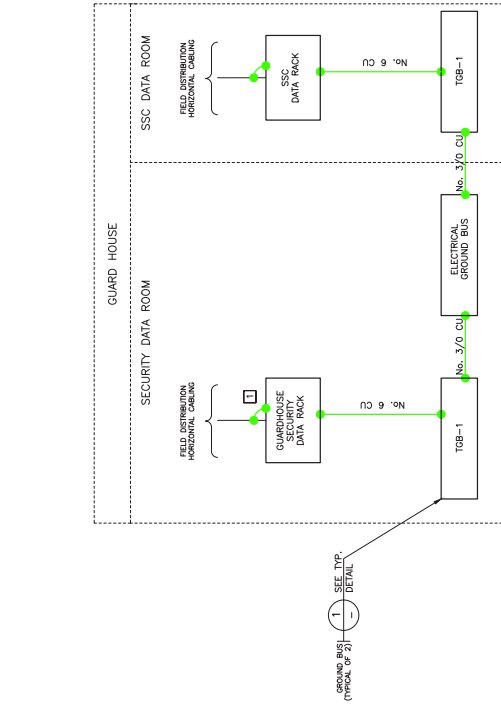 GUARD HOUSE
SECURITY DATA ROOM
SSC DATA ROOM
FIELD DISTRIBUTION
HORIZONTAL CABLING
FIELD DISTRIBUTION
HORIZONTAL CABLING
1
GUARDHOUSE
SECURITY
DATA RACK
SSC
DATA RACK
No. 6 CU
No. 6 CU
TGB-1
No. 3/0 CU
ELECTRICAL
GROUND BUS
No. 3/0 CU
TGB-1
GROUND BUS
(TYPICAL OF 2)
1
-
SEE TYP.
DETAIL